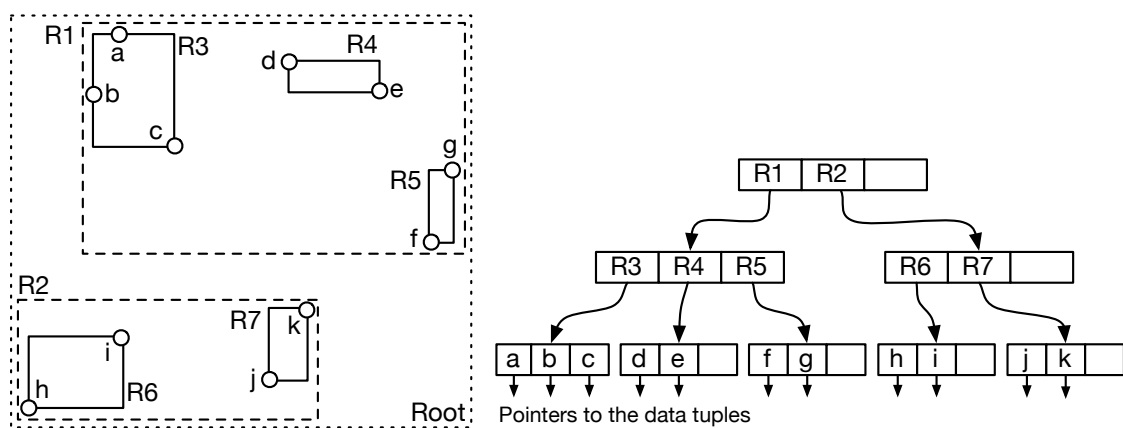 R1
a
R3
R4
d
e
b
c
g
R5
f
R2
R7
k
i
j
h
R6
Root
R1 R2
R3 R4 R5
R6 R7
a b c
d e
f g
h i
j k
Pointers to the data tuples